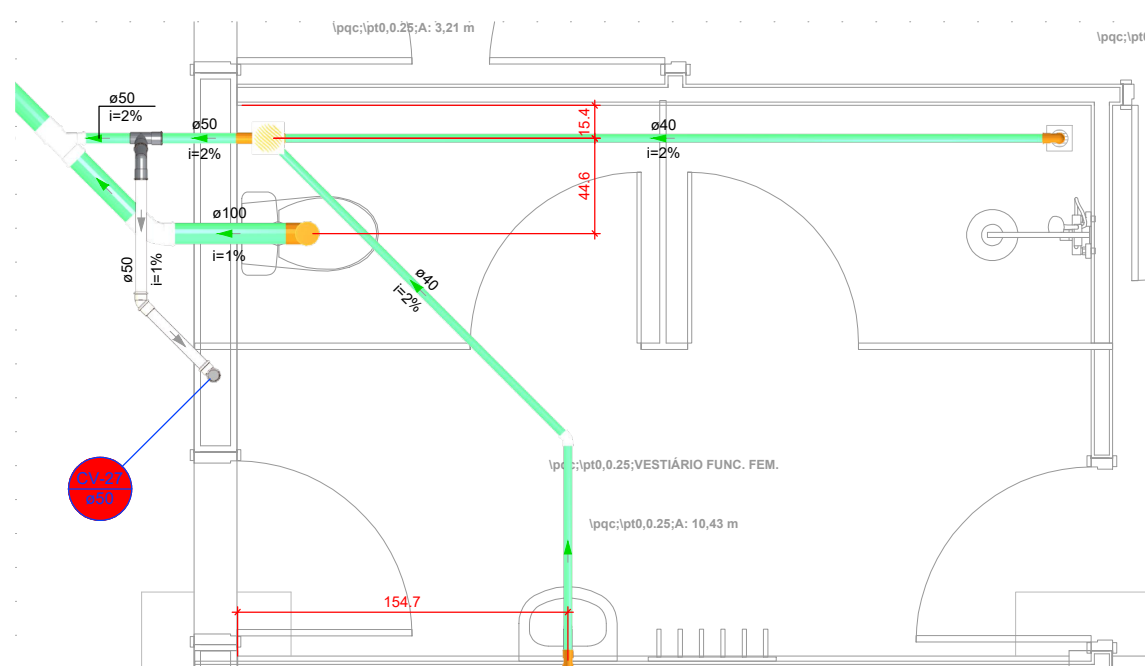 \pqc;\pt0,0.25;A: 3,21 m
\pqc;\pt0
ø50
i=2%
ø50
i=2%
15.4
ø40
i=2%
44.6
ø100
i=1%
ø50
i=1%
ø40
i=2%
\pqc;\pt0,0.25;VESTIÁRIO FUNC. FEM.
CV-27
ø50
\pqc;\pt0,0.25;A: 10,43 m
154.7